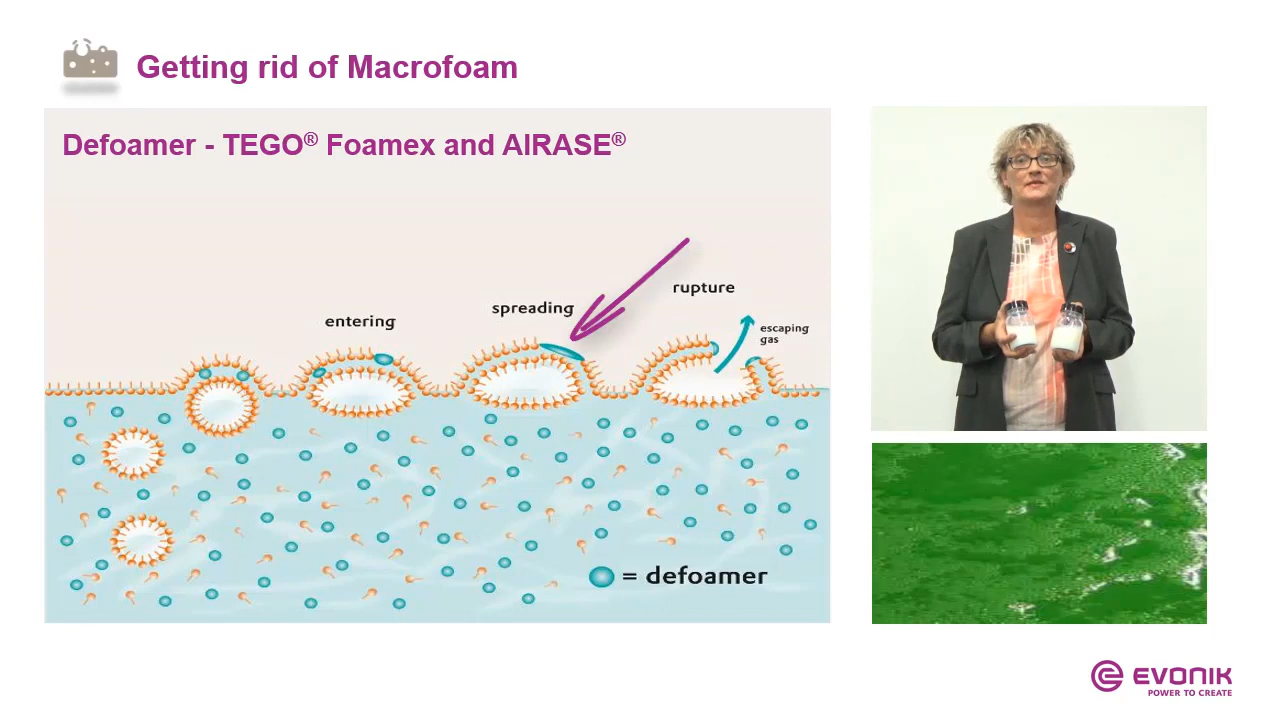 Getting rid of Macrofoam
Defoamer - TEGO® Foamex and AIRASE®
entering
spreading
rupture
escaping
gas
= defoamer
EVONIK
POWER TO CREATE